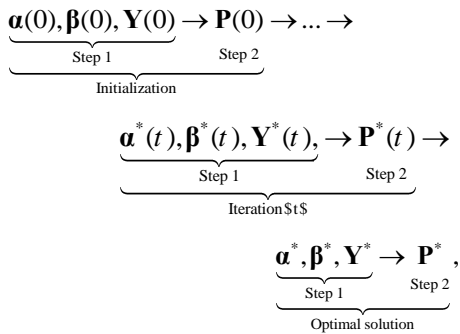 α(0), β(0), Y(0) → P(0) → ... →
Step 1 Step 2
Initialization
α*(t), β*(t), Y*(t), → P*(t) →
Step 1 Step 2
Iteration$t$
α*, β*, Y* → P* ,
Step 1 Step 2
Optimal solution